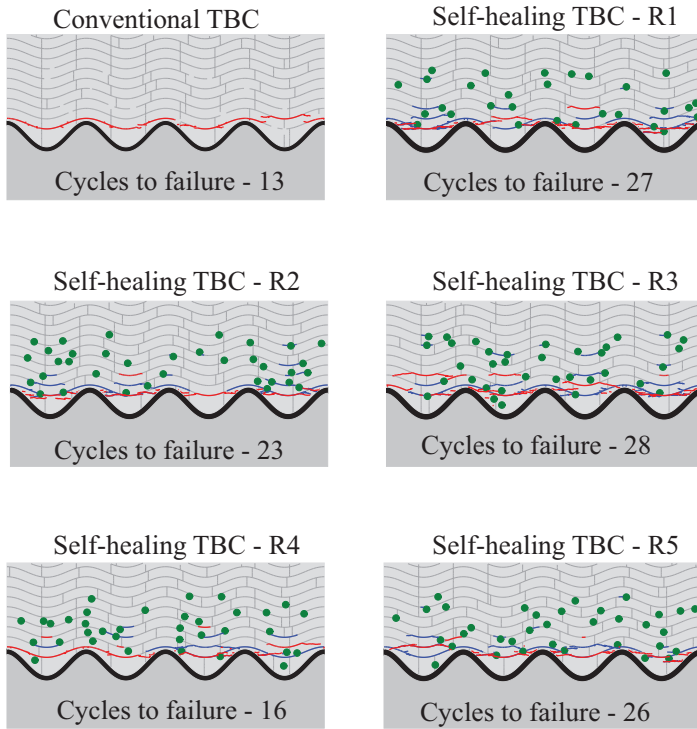 Conventional TBC
Cycles to failure - 13
Self-healing TBC - R1
Cycles to failure - 27
Self-healing TBC - R2
Cycles to failure - 23
Self-healing TBC - R3
Cycles to failure - 28
Self-healing TBC - R4
Cycles to failure - 16
Self-healing TBC - R5
Cycles to failure - 26